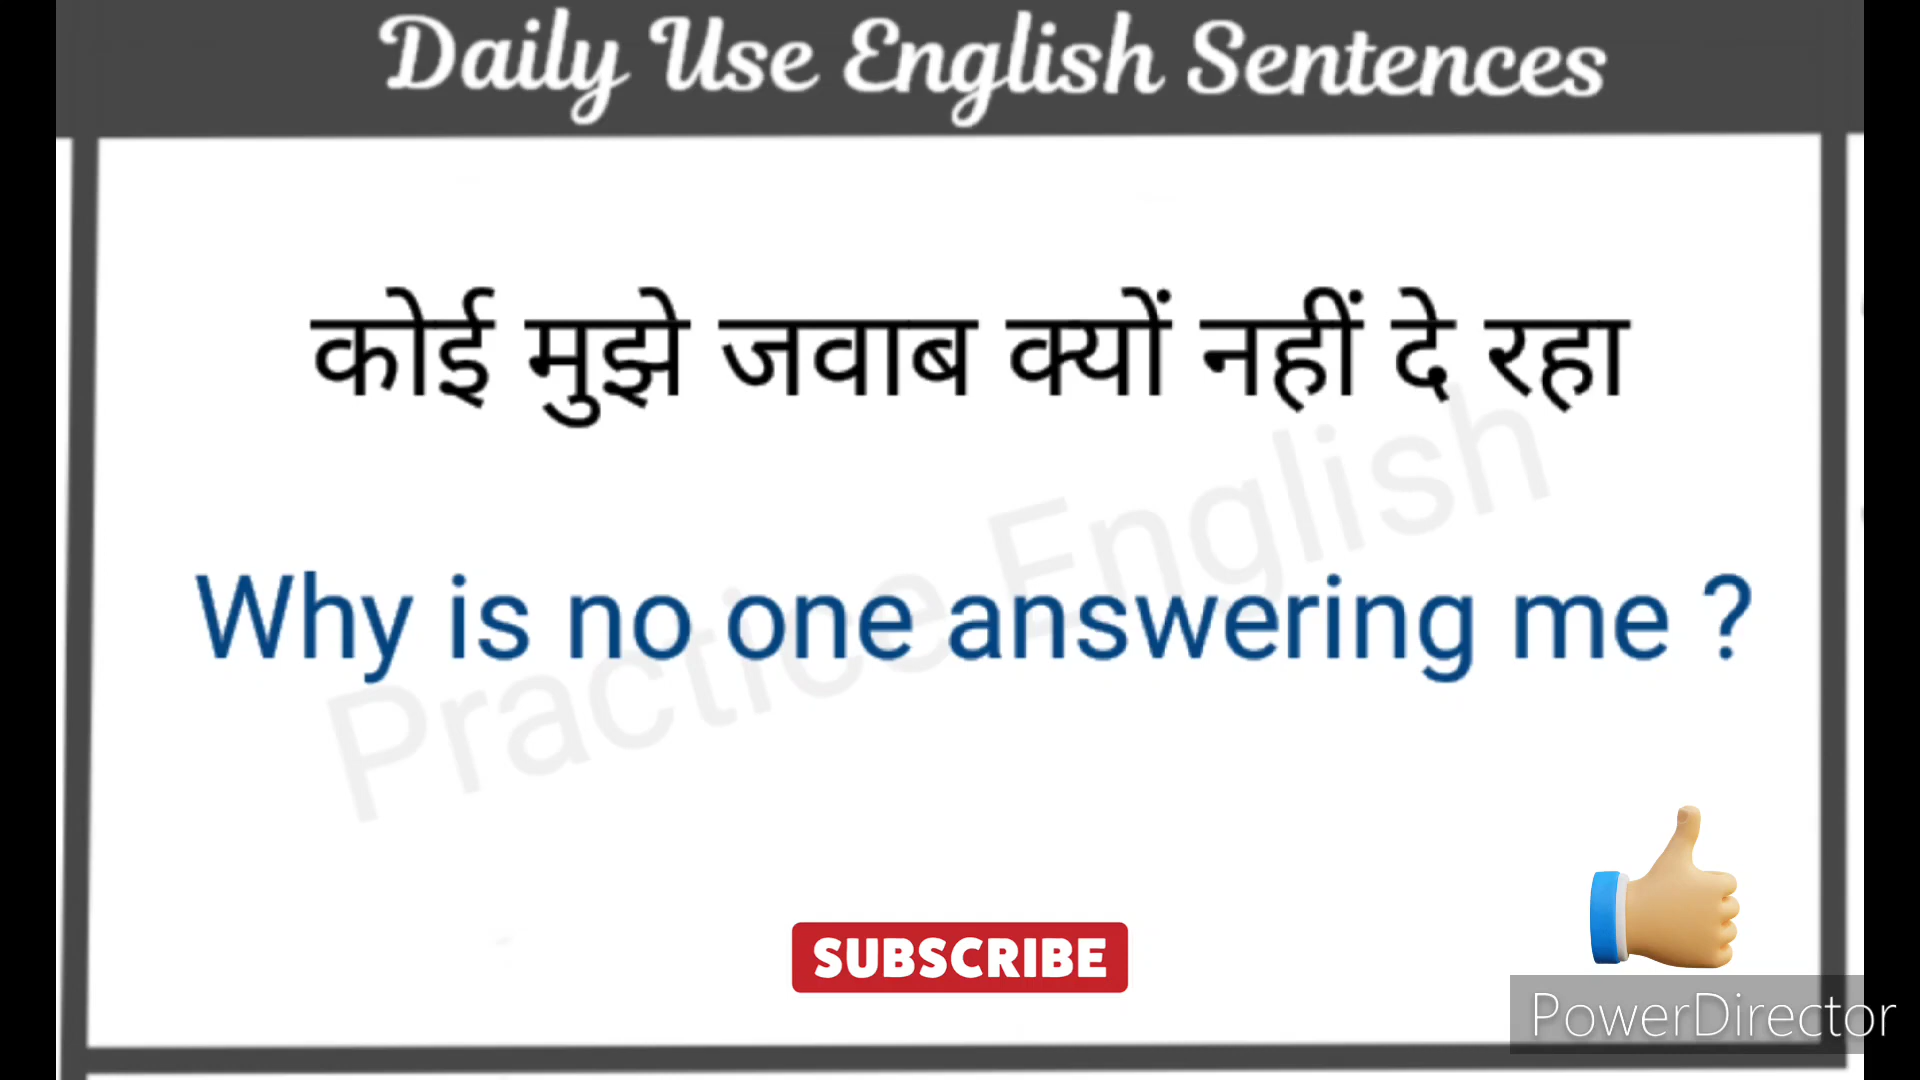 Daily Use English Sentences
कोई मुझे जवाब क्यों नहीं दे रहा
Why is no one answering me ?
Practice English
SUBSCRIBE
PowerDirector